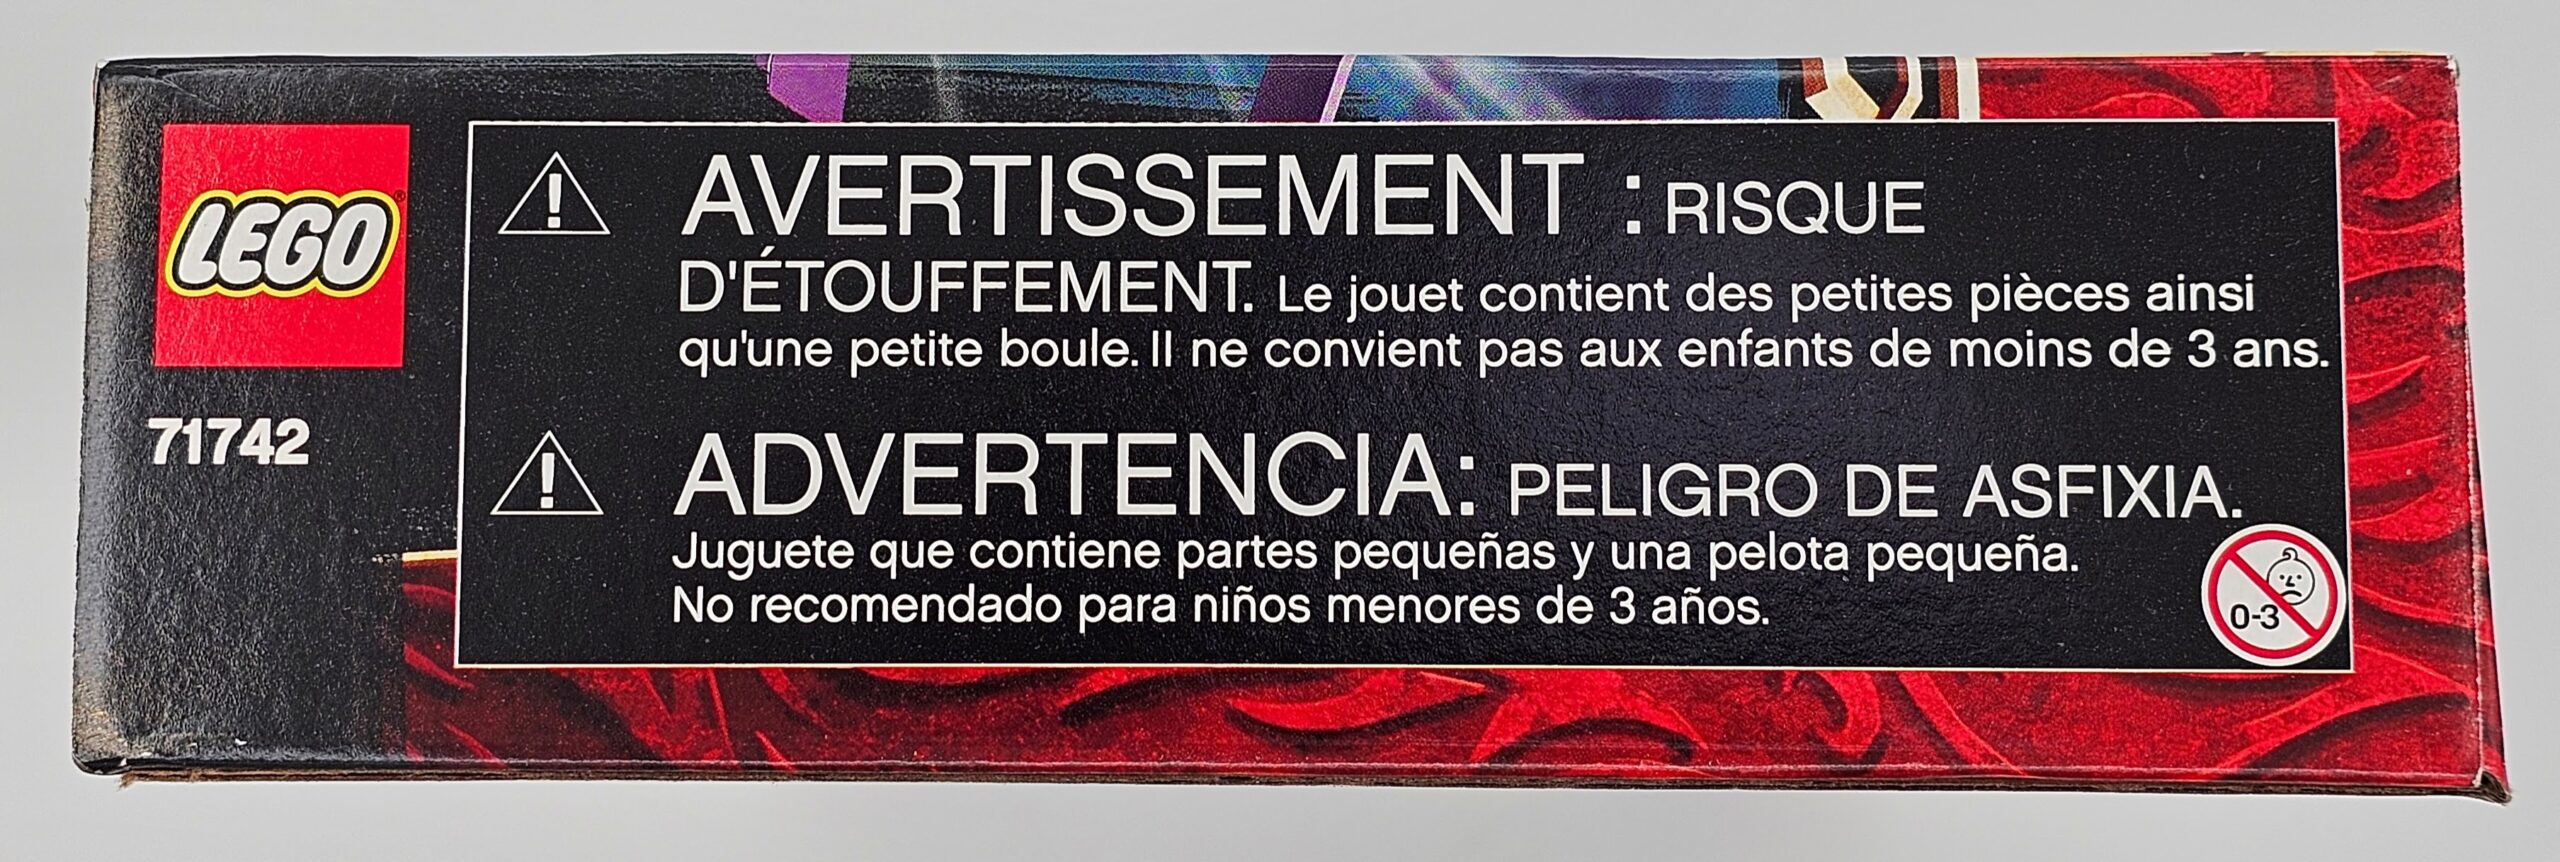 LEGO®
71742
AVERTISSEMENT : RISQUE
D'ÉTOUFFEMENT. Le jouet contient des petites pièces ainsi
qu'une petite boule. Il ne convient pas aux enfants de moins de 3 ans.
ADVERTENCIA: PELIGRO DE ASFIXIA.
Juguete que contiene partes pequeñas y una pelota pequeña.
No recomendado para niños menores de 3 años.
0-3